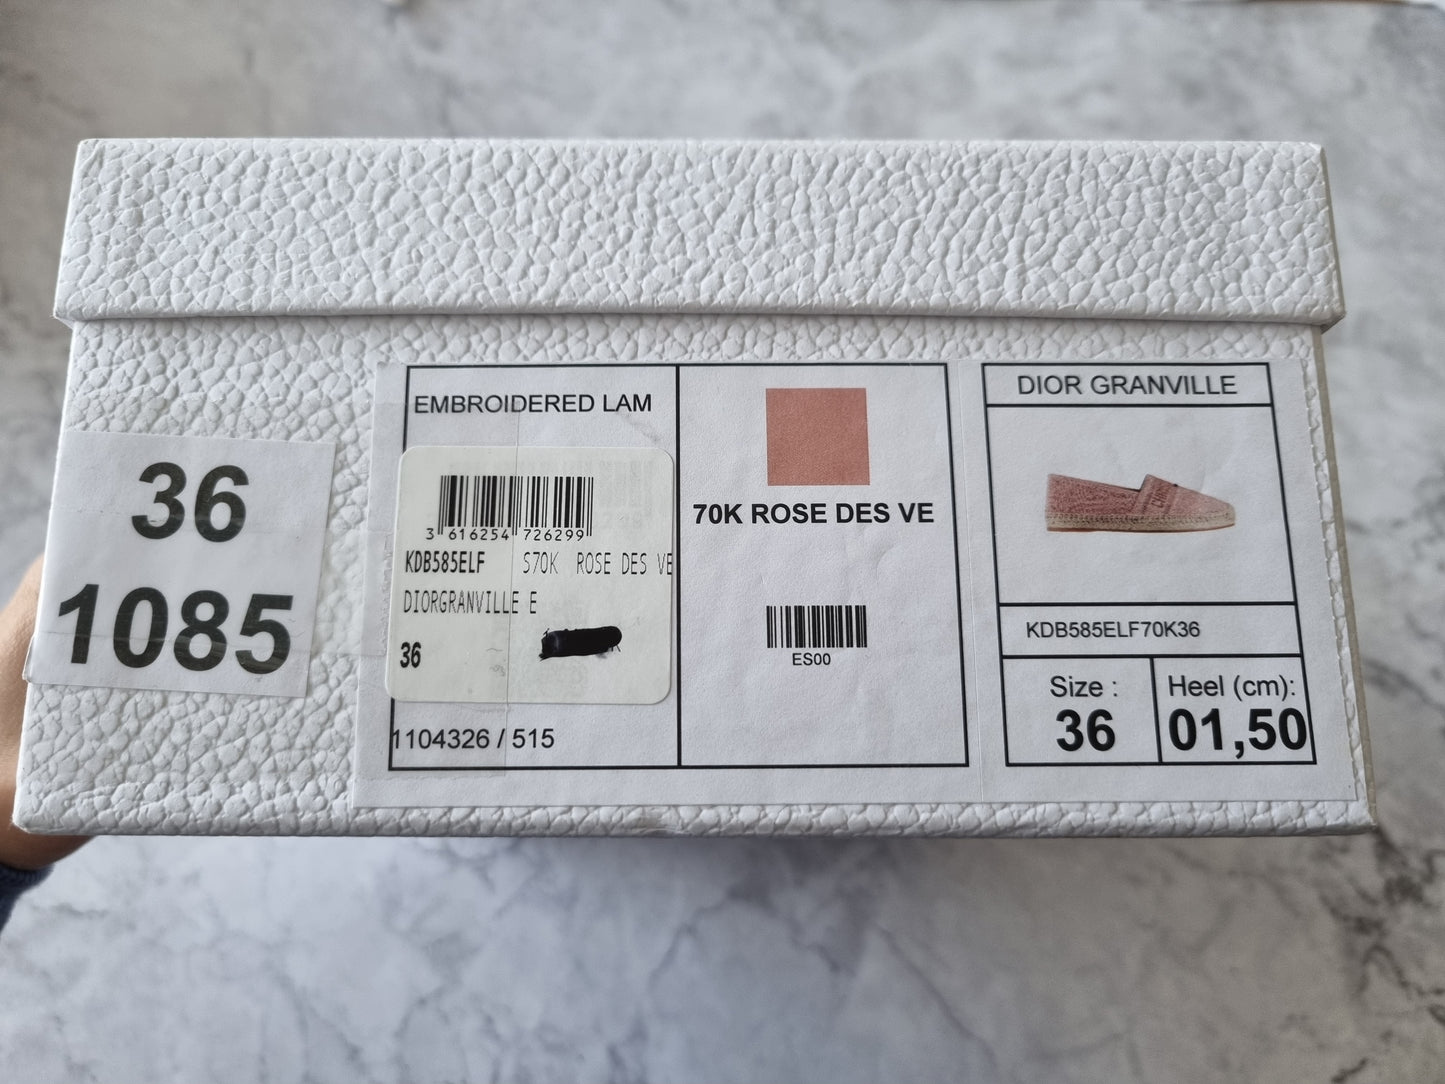 36
1085
EMBROIDERED LAM
3 616254 726299
KDB585ELF S70K ROSE DES VE
DIORGRANVILLE E
36
1104326 / 515
70K ROSE DES VE
ES00
DIOR GRANVILLE
KDB585ELF70K36
Size :
36
Heel (cm):
01,50